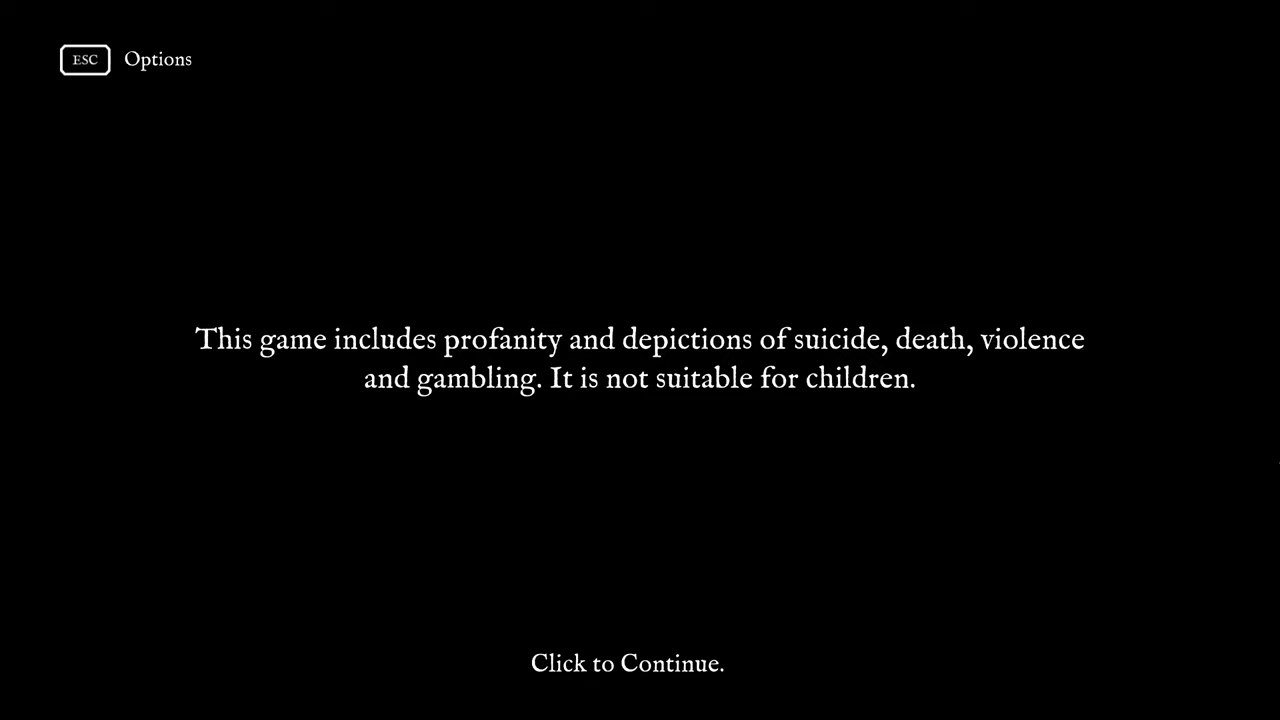 ESC Options
This game includes profanity and depictions of suicide, death, violence
and gambling. It is not suitable for children.
Click to Continue.